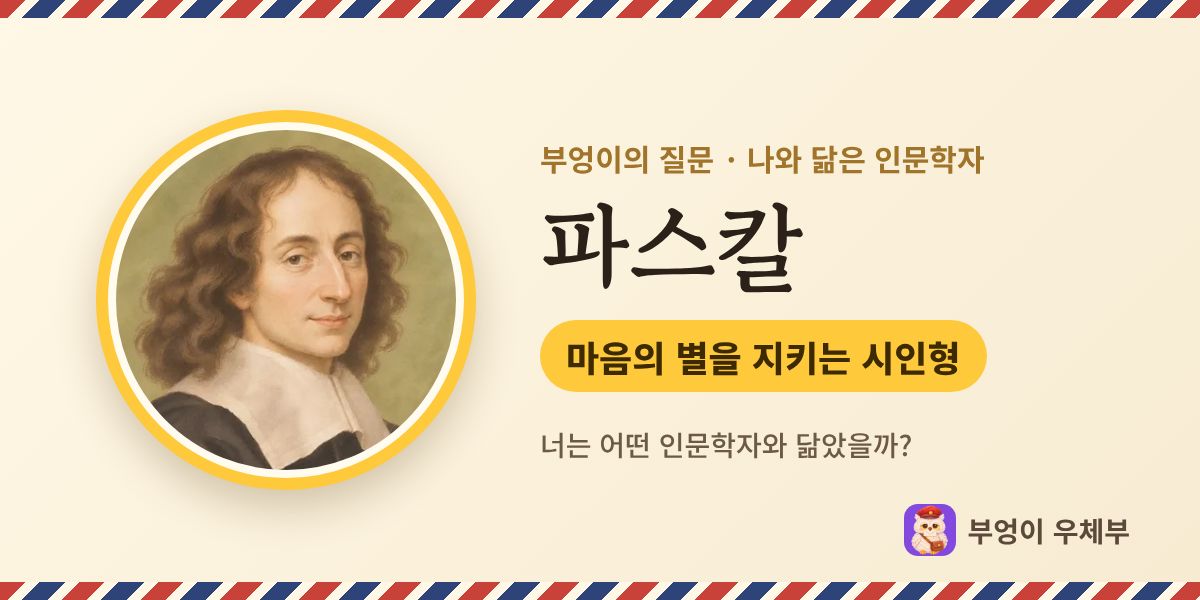 부엉이의 질문 · 나와 닮은 인문학자
파스칼
마음의 별을 지키는 시인형
너는 어떤 인문학자와 닮았을까?
부엉이 우체부